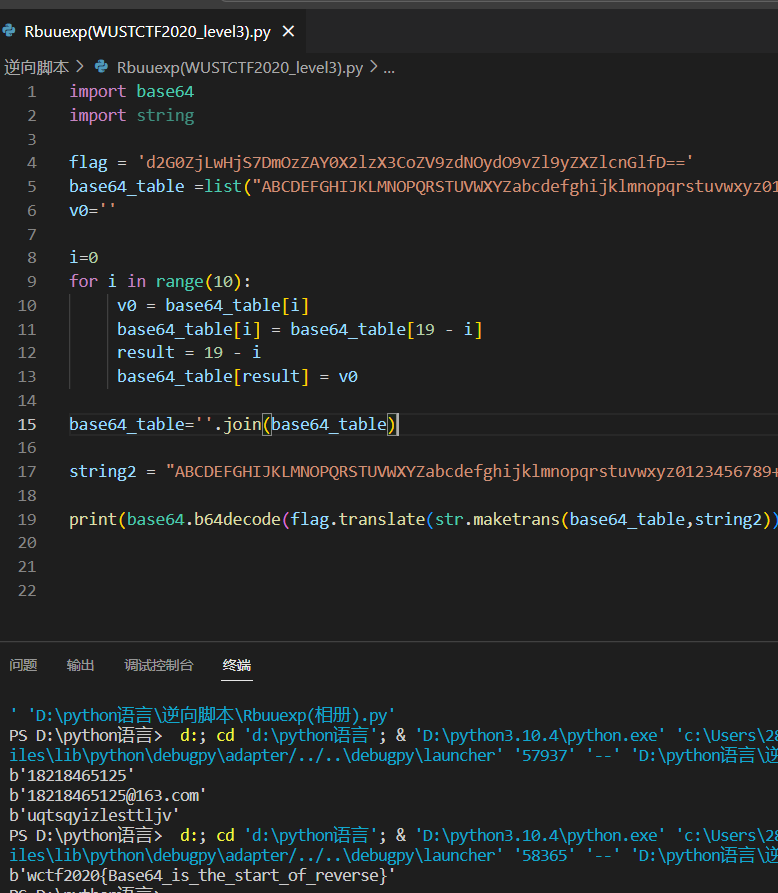 Rbuuexp(WUSTCTF2020_level3).py ×
逆向脚本 > Rbuuexp(WUSTCTF2020_level3).py > ...
1 import base64
2 import string
3
4 flag = 'd2G0ZjLwHjS7DmOzZAY0X2lzX3CoZV9zdNOydO9vZl9yZXZlcnGlfD=='
5 base64_table =list("ABCDEFGHIJKLMNOPQRSTUVWXYZabcdefghijklmnopqrstuvwxyz01
6 v0=''
7
8 i=0
9 for i in range(10):
10 v0 = base64_table[i]
11 base64_table[i] = base64_table[19 - i]
12 result = 19 - i
13 base64_table[result] = v0
14
15 base64_table=''.join(base64_table)
16
17 string2 = "ABCDEFGHIJKLMNOPQRSTUVWXYZabcdefghijklmnopqrstuvwxyz0123456789+
18
19 print(base64.b64decode(flag.translate(str.maketrans(base64_table,string2))
20
21
22
问题 输出 调试控制台 终端
' 'D:\python语言\逆向脚本\Rbuuexp(相册).py'
PS D:\python语言> d:; cd 'd:\python语言'; & 'D:\python3.10.4\python.exe' 'c:\Users\28
iles\lib\python\debugpy\adapter/../..\debugpy\launcher' '57937' '--' 'D:\python语言\逆
b'18218465125'
b'18218465125@163.com'
b'uqtsqyizlesttljv'
PS D:\python语言> d:; cd 'd:\python语言'; & 'D:\python3.10.4\python.exe' 'c:\Users\28
iles\lib\python\debugpy\adapter/../..\debugpy\launcher' '58365' '--' 'D:\python语言\逆
b'wctf2020{Base64_is_the_start_of_reverse}'